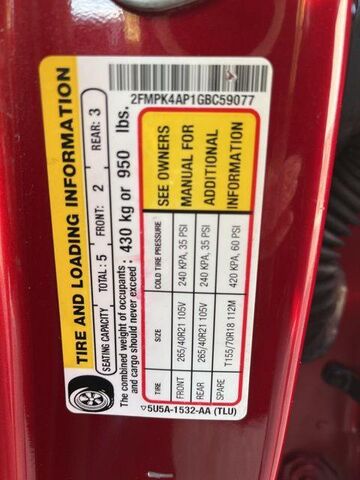 2FMPK4AP1GBC59077
TIRE AND LOADING INFORMATION
SEATING CAPACITY TOTAL: 5 FRONT: 2 REAR: 3
The combined weight of occupants
and cargo should never exceed : 430 kg or 950 lbs.
TIRE SIZE COLD TIRE PRESSURE
FRONT 265/40R21 105V 240 KPA, 35 PSI
REAR 265/40R21 105V 240 KPA, 35 PSI
SPARE T155/70R18 112M 420 KPA, 60 PSI
SEE OWNERS
MANUAL FOR
ADDITIONAL
INFORMATION
▽5U5A-1532-AA (TLU)